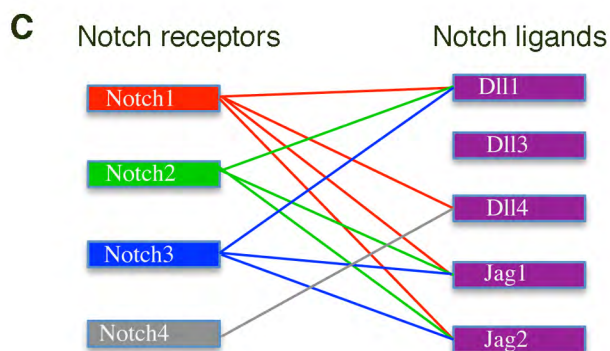 C
Notch receptors
Notch ligands
Notch1
Notch2
Notch3
Notch4
Dll1
Dll3
Dll4
Jag1
Jag2